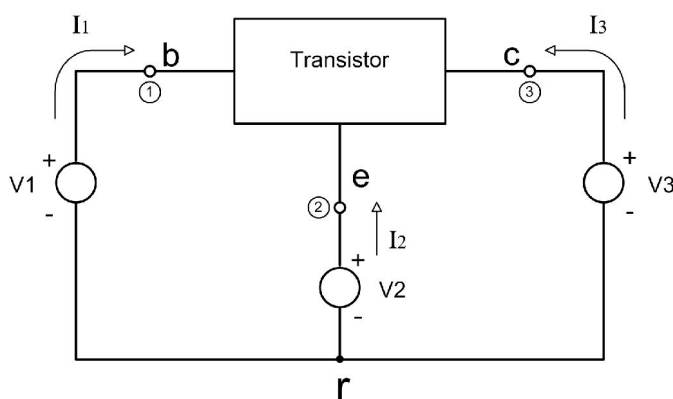 I1
b
Transistor
c
I3
1
3
+
V1
-
e
2
I2
+
V2
-
+
V3
-
r